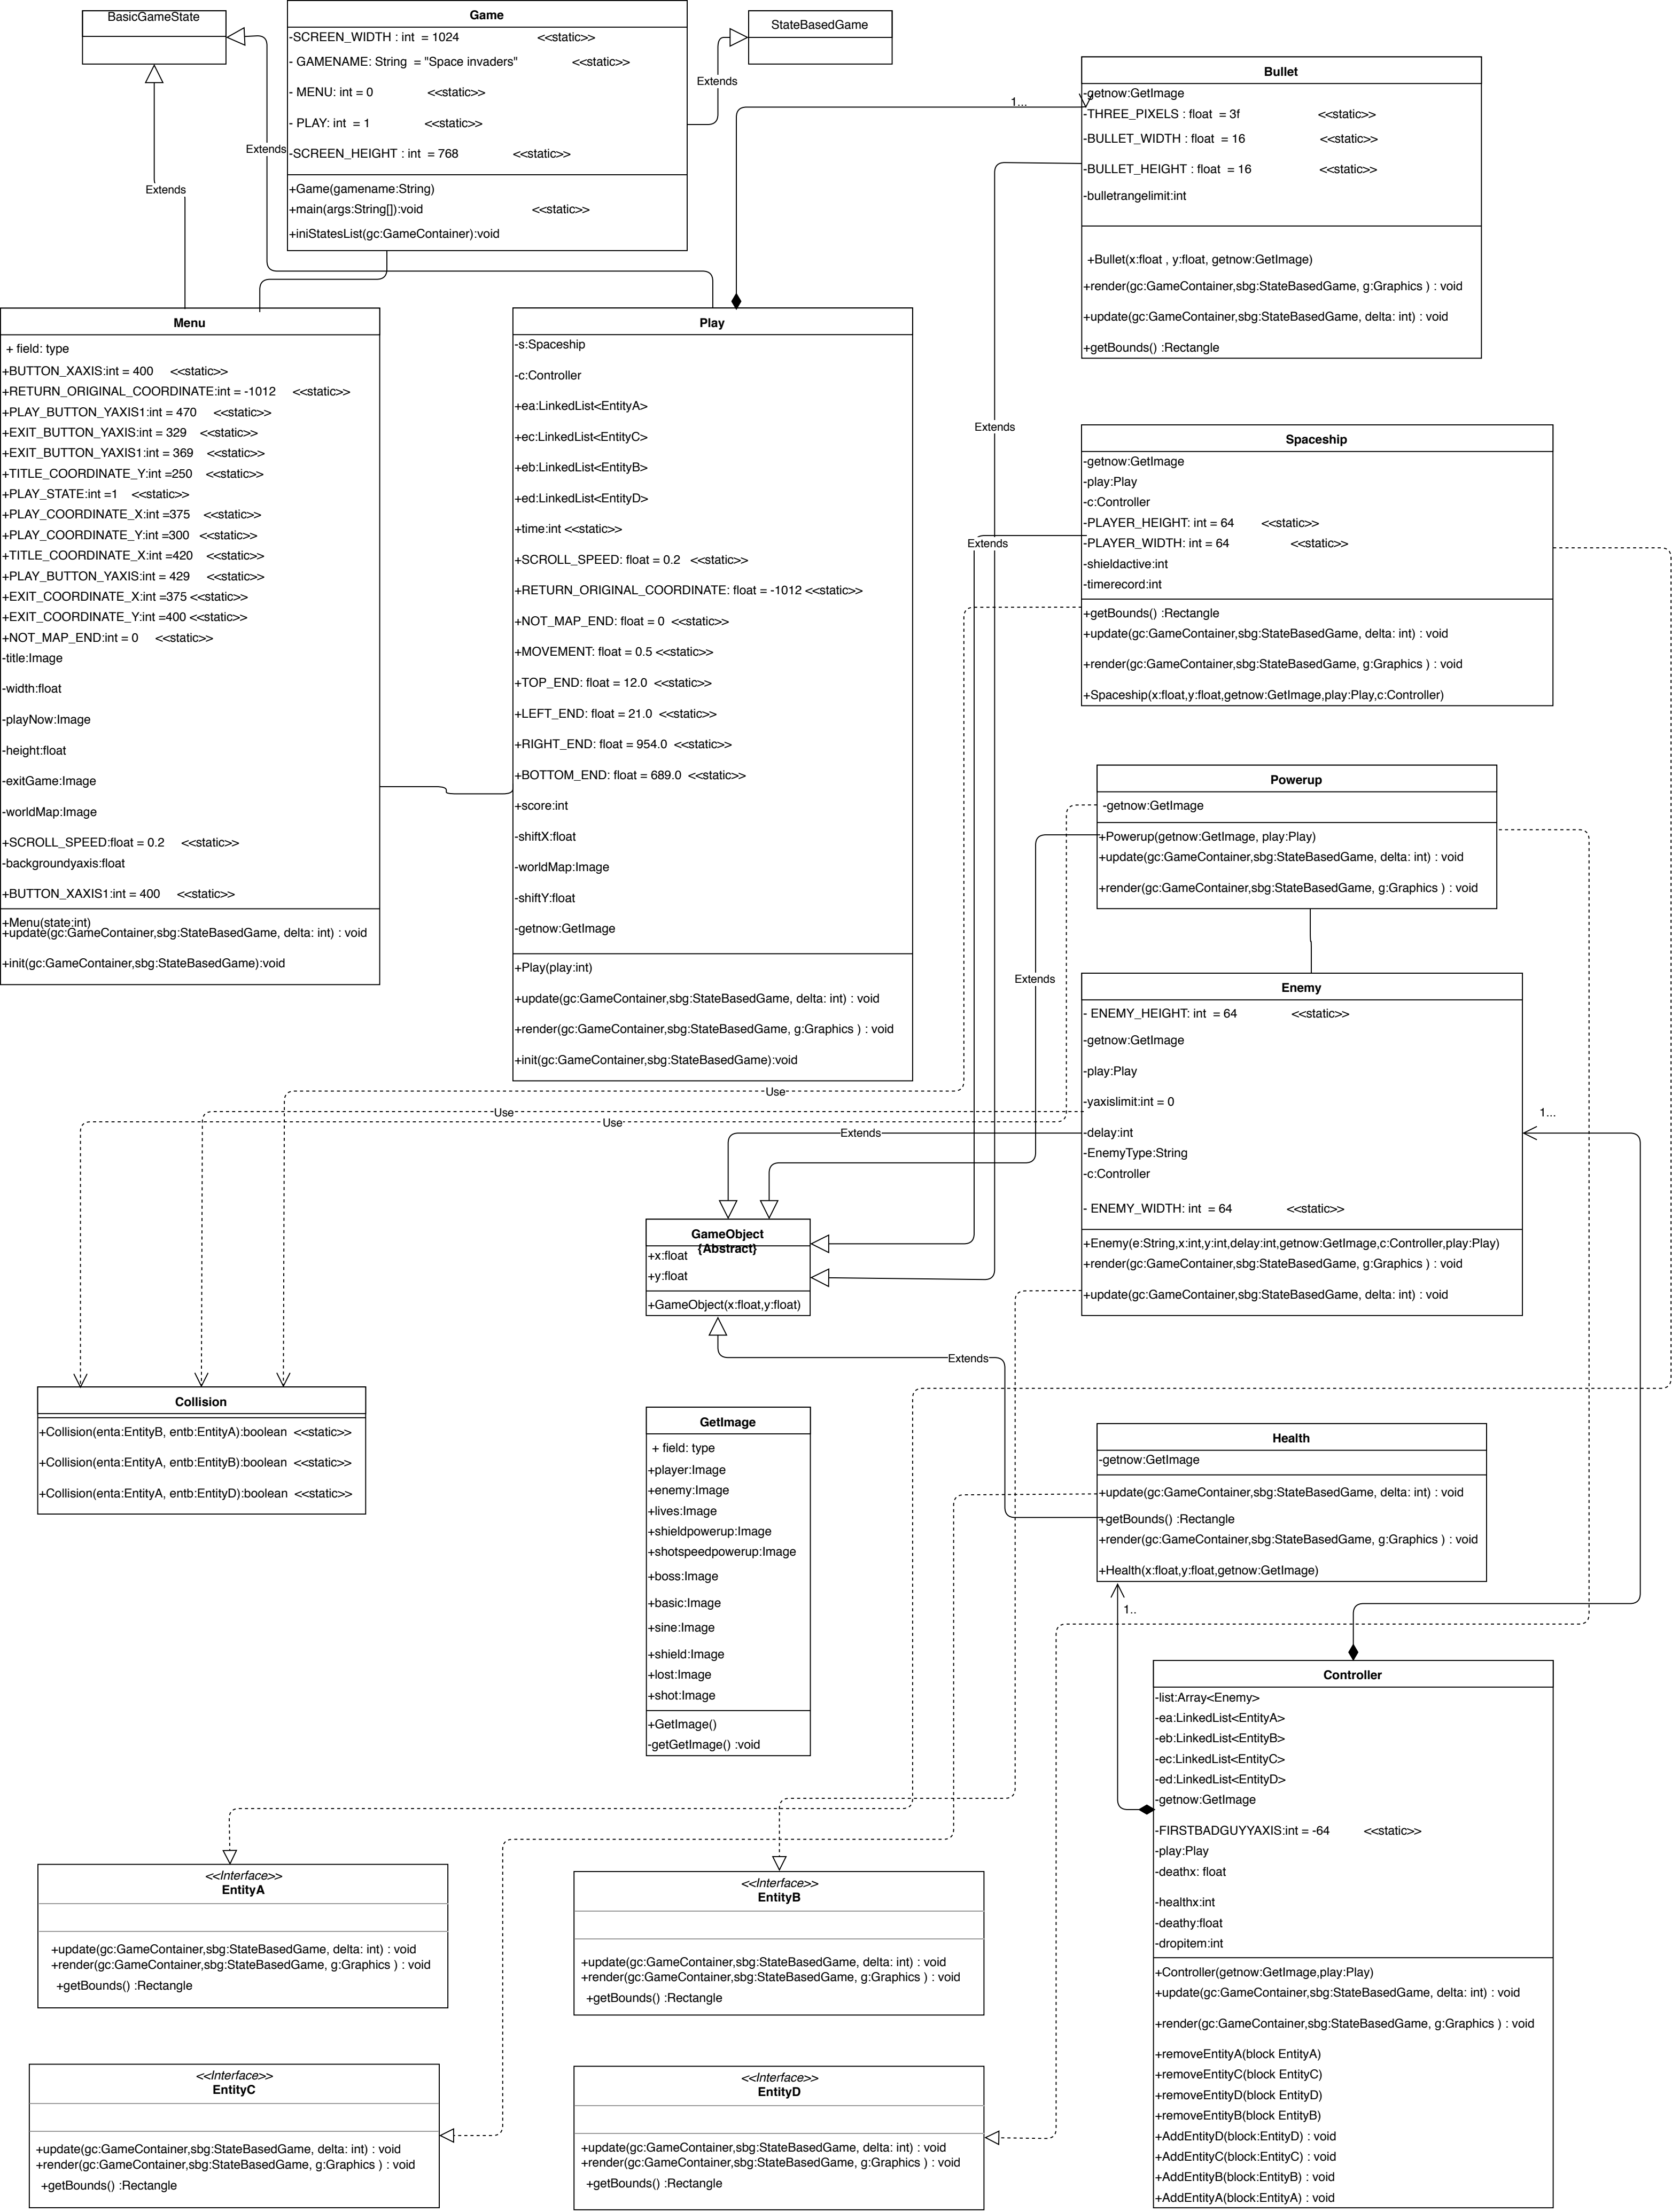 BasicGameState
Extends
Extends
Game
-SCREEN_WIDTH : int = 1024 <<static>>
- GAMENAME: String = "Space invaders" <<static>>
- MENU: int = 0 <<static>>
- PLAY: int = 1 <<static>>
-SCREEN_HEIGHT : int = 768 <<static>>
+Game(gamename:String)
+main(args:String[]):void <<static>>
+iniStatesList(gc:GameContainer):void
StateBasedGame
Extends
1...
Bullet
-getnow:GetImage
-THREE_PIXELS : float = 3f <<static>>
-BULLET_WIDTH : float = 16 <<static>>
-BULLET_HEIGHT : float = 16 <<static>>
-bulletrangelimit:int
+Bullet(x:float , y:float, getnow:GetImage)
+render(gc:GameContainer,sbg:StateBasedGame, g:Graphics ) : void
+update(gc:GameContainer,sbg:StateBasedGame, delta: int) : void
+getBounds() :Rectangle
Menu
+ field: type
+BUTTON_XAXIS:int = 400 <<static>>
+RETURN_ORIGINAL_COORDINATE:int = -1012 <<static>>
+PLAY_BUTTON_YAXIS1:int = 470 <<static>>
+EXIT_BUTTON_YAXIS:int = 329 <<static>>
+EXIT_BUTTON_YAXIS1:int = 369 <<static>>
+TITLE_COORDINATE_Y:int =250 <<static>>
+PLAY_STATE:int =1 <<static>>
+PLAY_COORDINATE_X:int =375 <<static>>
+PLAY_COORDINATE_Y:int =300 <<static>>
+TITLE_COORDINATE_X:int =420 <<static>>
+PLAY_BUTTON_YAXIS:int = 429 <<static>>
+EXIT_COORDINATE_X:int =375 <<static>>
+EXIT_COORDINATE_Y:int =400 <<static>>
+NOT_MAP_END:int = 0 <<static>>
-title:Image
-width:float
-playNow:Image
-height:float
-exitGame:Image
-worldMap:Image
+SCROLL_SPEED:float = 0.2 <<static>>
-backgroundyaxis:float
+BUTTON_XAXIS1:int = 400 <<static>>
+Menu(state:int)
+update(gc:GameContainer,sbg:StateBasedGame, delta: int) : void
+init(gc:GameContainer,sbg:StateBasedGame):void
Play
-s:Spaceship
-c:Controller
+ea:LinkedList<EntityA>
+ec:LinkedList<EntityC>
+eb:LinkedList<EntityB>
+ed:LinkedList<EntityD>
+time:int <<static>>
+SCROLL_SPEED: float = 0.2 <<static>>
+RETURN_ORIGINAL_COORDINATE: float = -1012 <<static>>
+NOT_MAP_END: float = 0 <<static>>
+MOVEMENT: float = 0.5 <<static>>
+TOP_END: float = 12.0 <<static>>
+LEFT_END: float = 21.0 <<static>>
+RIGHT_END: float = 954.0 <<static>>
+BOTTOM_END: float = 689.0 <<static>>
+score:int
-shiftX:float
-worldMap:Image
-shiftY:float
-getnow:GetImage
+Play(play:int)
+update(gc:GameContainer,sbg:StateBasedGame, delta: int) : void
+render(gc:GameContainer,sbg:StateBasedGame, g:Graphics ) : void
+init(gc:GameContainer,sbg:StateBasedGame):void
Extends
Extends
Spaceship
-getnow:GetImage
-play:Play
-c:Controller
-PLAYER_HEIGHT: int = 64 <<static>>
-PLAYER_WIDTH: int = 64 <<static>>
-shieldactive:int
-timerecord:int
+getBounds() :Rectangle
+update(gc:GameContainer,sbg:StateBasedGame, delta: int) : void
+render(gc:GameContainer,sbg:StateBasedGame, g:Graphics ) : void
+Spaceship(x:float,y:float,getnow:GetImage,play:Play,c:Controller)
Powerup
-getnow:GetImage
+Powerup(getnow:GetImage, play:Play)
+update(gc:GameContainer,sbg:StateBasedGame, delta: int) : void
+render(gc:GameContainer,sbg:StateBasedGame, g:Graphics ) : void
Extends
Enemy
- ENEMY_HEIGHT: int = 64 <<static>>
-getnow:GetImage
-play:Play
-yaxislimit:int = 0
-delay:int
-EnemyType:String
-c:Controller
- ENEMY_WIDTH: int = 64 <<static>>
+Enemy(e:String,x:int,y:int,delay:int,getnow:GetImage,c:Controller,play:Play)
+render(gc:GameContainer,sbg:StateBasedGame, g:Graphics ) : void
+update(gc:GameContainer,sbg:StateBasedGame, delta: int) : void
1...
Use
Use
Use
Extends
GameObject
{Abstract}
+x:float
+y:float
+GameObject(x:float,y:float)
Extends
Collision
+Collision(enta:EntityB, entb:EntityA):boolean <<static>>
+Collision(enta:EntityA, entb:EntityB):boolean <<static>>
+Collision(enta:EntityA, entb:EntityD):boolean <<static>>
GetImage
+ field: type
+player:Image
+enemy:Image
+lives:Image
+shieldpowerup:Image
+shotspeedpowerup:Image
+boss:Image
+basic:Image
+sine:Image
+shield:Image
+lost:Image
+shot:Image
+GetImage()
-getGetImage() :void
Health
-getnow:GetImage
+update(gc:GameContainer,sbg:StateBasedGame, delta: int) : void
+getBounds() :Rectangle
+render(gc:GameContainer,sbg:StateBasedGame, g:Graphics ) : void
+Health(x:float,y:float,getnow:GetImage)
1..
Controller
-list:Array<Enemy>
-ea:LinkedList<EntityA>
-eb:LinkedList<EntityB>
-ec:LinkedList<EntityC>
-ed:LinkedList<EntityD>
-getnow:GetImage
-FIRSTBADGUYYAXIS:int = -64 <<static>>
-play:Play
-deathx: float
-healthx:int
-deathy:float
-dropitem:int
+Controller(getnow:GetImage,play:Play)
+update(gc:GameContainer,sbg:StateBasedGame, delta: int) : void
+render(gc:GameContainer,sbg:StateBasedGame, g:Graphics ) : void
+removeEntityA(block EntityA)
+removeEntityC(block EntityC)
+removeEntityD(block EntityD)
+removeEntityB(block EntityB)
+AddEntityD(block:EntityD) : void
+AddEntityC(block:EntityC) : void
+AddEntityB(block:EntityB) : void
+AddEntityA(block:EntityA) : void
<<Interface>>
EntityA
+update(gc:GameContainer,sbg:StateBasedGame, delta: int) : void
+render(gc:GameContainer,sbg:StateBasedGame, g:Graphics ) : void
+getBounds() :Rectangle
<<Interface>>
EntityB
+update(gc:GameContainer,sbg:StateBasedGame, delta: int) : void
+render(gc:GameContainer,sbg:StateBasedGame, g:Graphics ) : void
+getBounds() :Rectangle
<<Interface>>
EntityC
+update(gc:GameContainer,sbg:StateBasedGame, delta: int) : void
+render(gc:GameContainer,sbg:StateBasedGame, g:Graphics ) : void
+getBounds() :Rectangle
<<Interface>>
EntityD
+update(gc:GameContainer,sbg:StateBasedGame, delta: int) : void
+render(gc:GameContainer,sbg:StateBasedGame, g:Graphics ) : void
+getBounds() :Rectangle